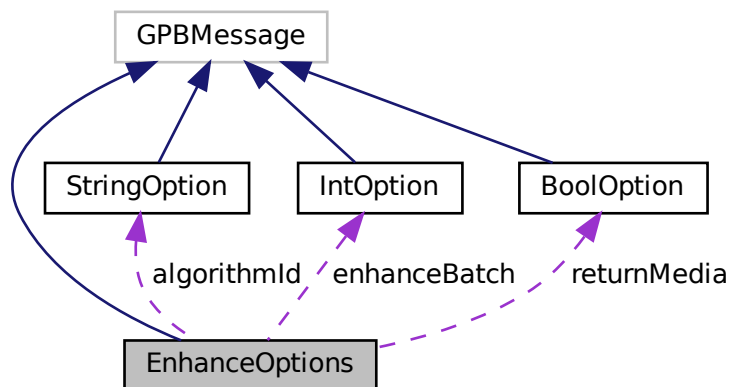 GPBMessage
StringOption
IntOption
BoolOption
algorithmId
enhanceBatch
returnMedia
EnhanceOptions